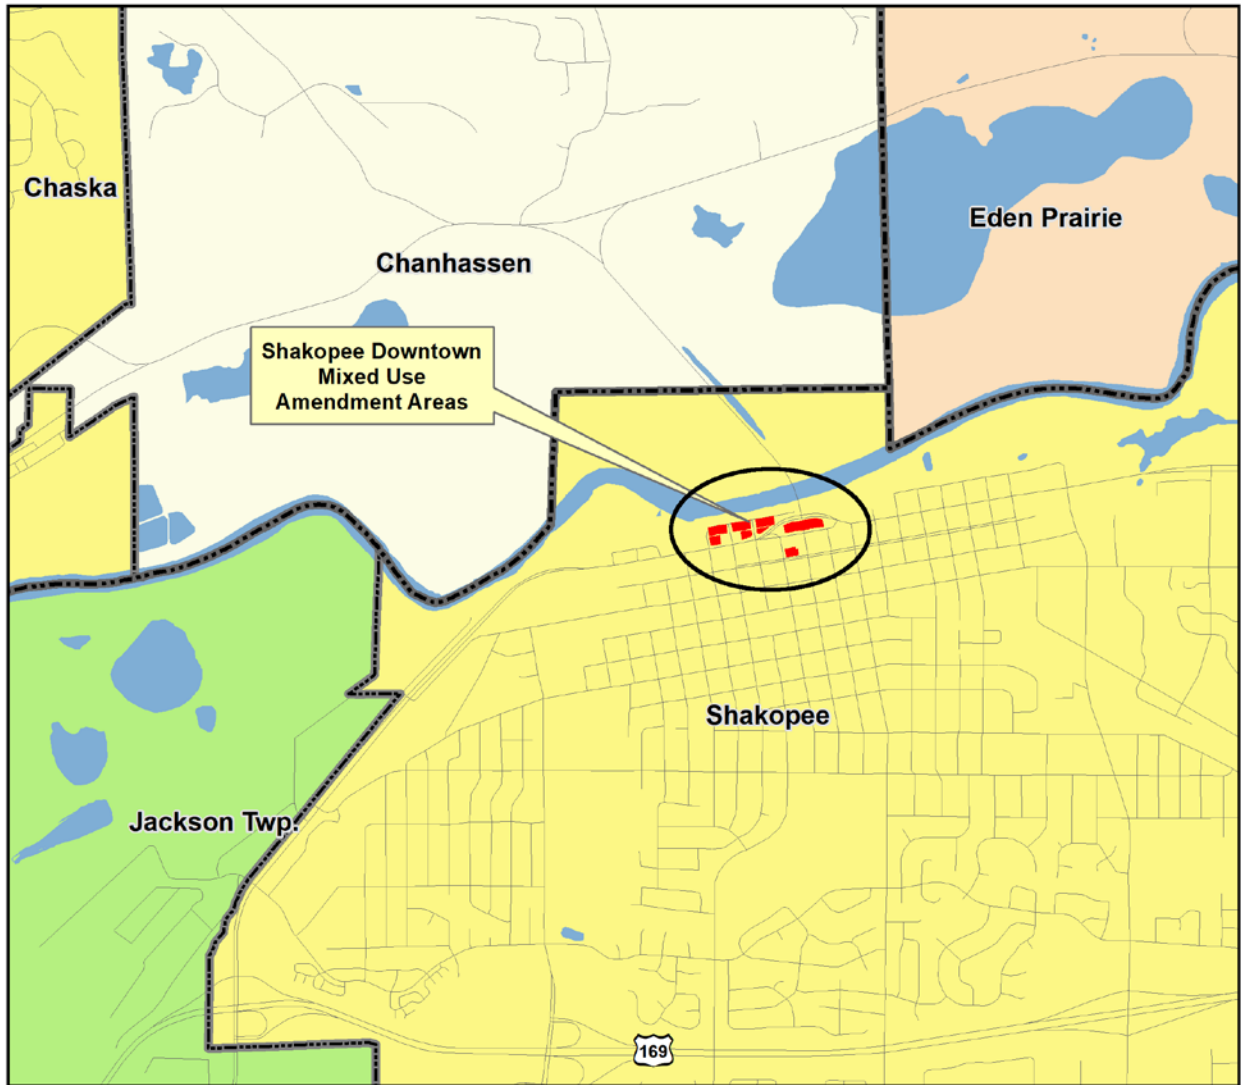 Chaska
Eden Prairie
Chanhassen
Shakopee Downtown
Mixed Use
Amendment Areas
Shakopee
Jackson Twp.
169